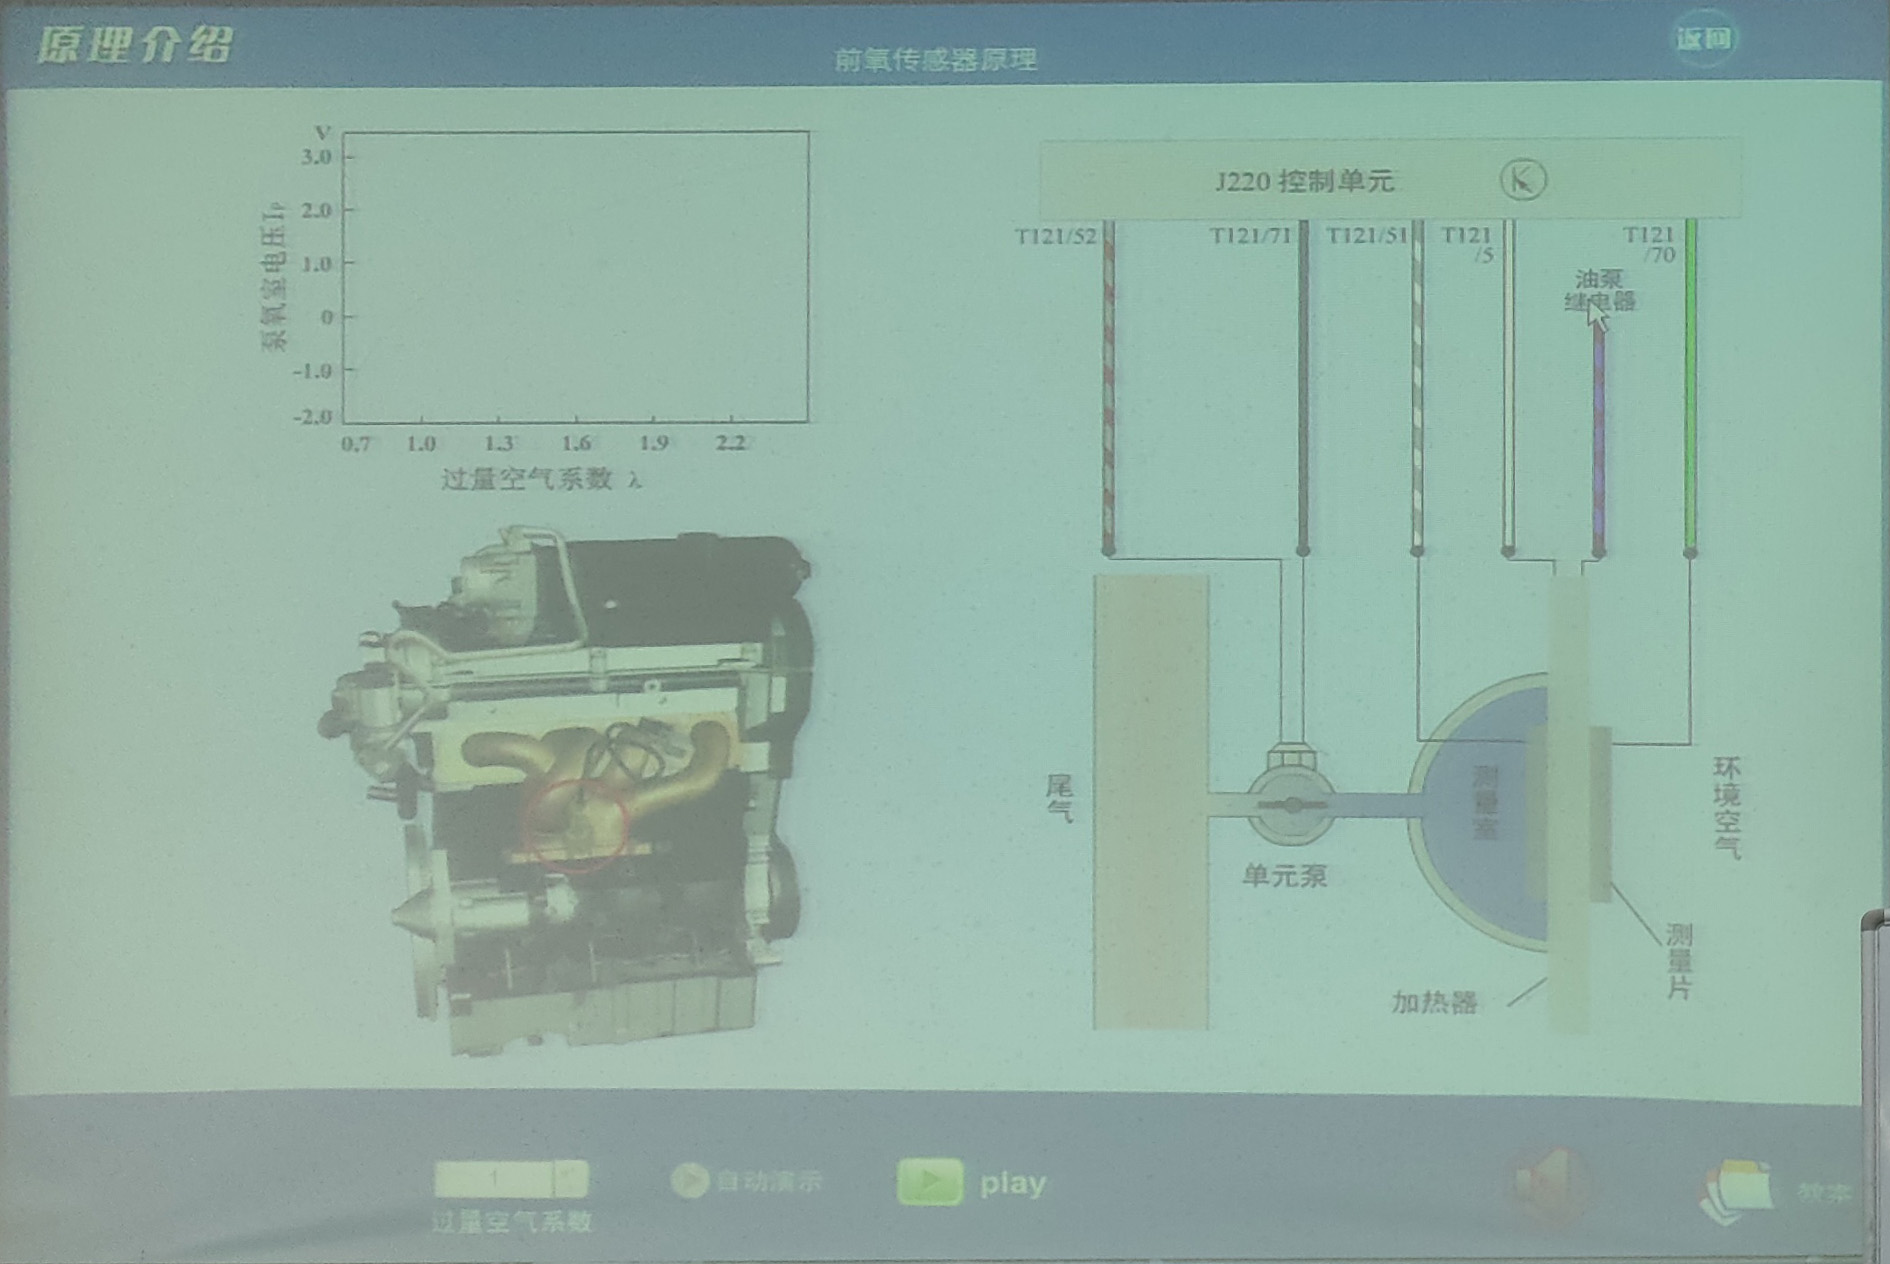 原理介绍
前氧传感器原理
返回
V
3.0
2.0
1.0
0
-1.0
-2.0
泵氧室电压Ip
0.7 1.0 1.3 1.6 1.9 2.2
过量空气系数 λ
J220 控制单元
K
T121/52
T121/71
T121/51
T121
/5
T121
/70
油泵
继电器
尾气
单元泵
测量室
环境空气
测量片
加热器
1
过量空气系数
自动演示
play